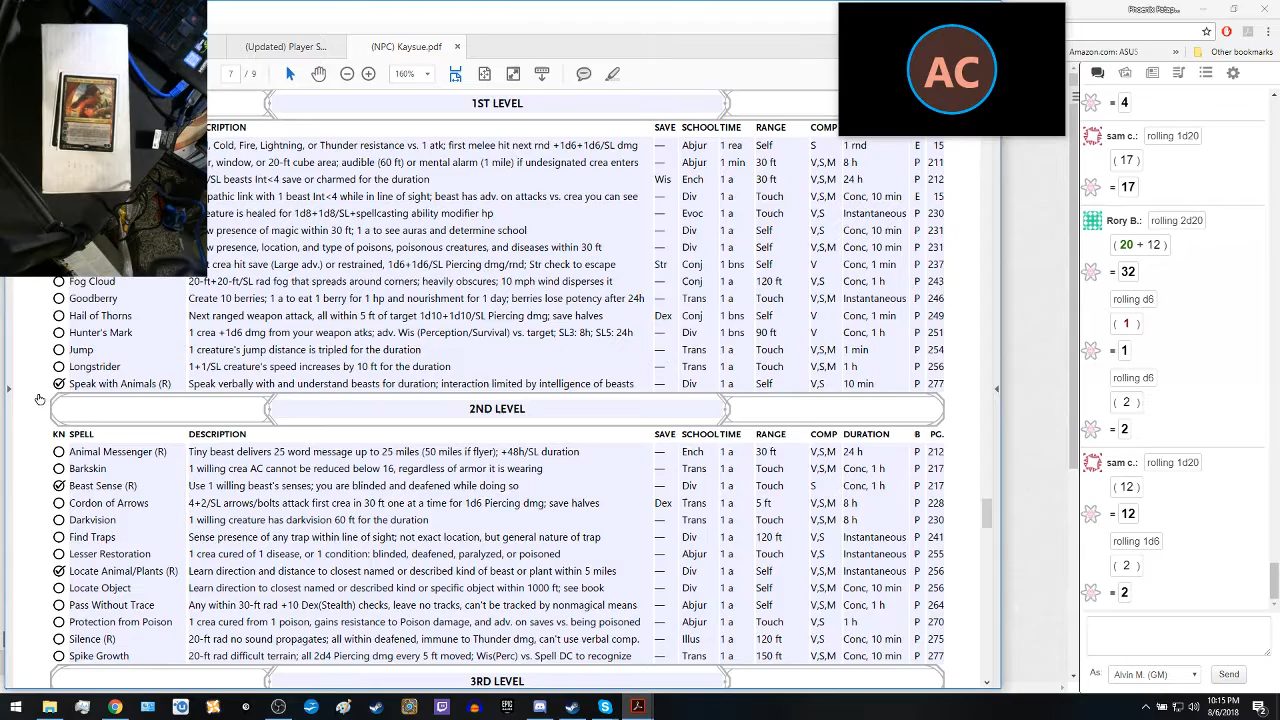 Phoenix Patap...
(Updated) Player S...
(NPC) Kaysue.pdf
7 / 9
160%
AC
Amazon.com: ASUS
Other bookmarks
1ST LEVEL
CRIPTION SAVE SCHOOL TIME RANGE COMP
, Cold, Fire, Lightn or Thunder resistance vs. 1 atk; first melee hit next rnd +1d6+1d6/SL dmg — Abjur 1 rea Self S 1 rnd E 15
, window, or 20-ft cube area; audible (60 ft) or mental alarm (1 mile) if undesignated crea enters — Abjur 1 min 30 ft V,S,M 8 h P 211
/SL beasts Int<4 save or charmed for the duration Wis Ench 1 a 30 ft V,S,M 24 h P 212
pathic link with 1 beast Int<4 while in line of sight; beast has adv. on attacks vs. crea you can see — Div 1 a Touch V,S Conc, 10 min E 15
eature is healed for 1d8+1d8/SL+spellcasting ability modifier hp — Evoc 1 a Touch V,S Instantaneous P 230
w presence of magic within 30 ft; 1 a to see auras and determine school — Div 1 a Self V,S Conc, 10 min P 231
w presence, location, and type of poisons, poisonous creatures, and diseases within 30 ft — Div 1 a Self V,S,M Conc, 10 min P 231
t crea hit save (Large adv.) or restrained, 1d6+1d6/SL Piercing dmg/rnd; Str check to escape Str Conj 1 bns Self V Conc, 1 min P 237
Fog Cloud 20-ft+20-ft/SL rad fog that spreads around corners; heavily obscures; 10 mph wind disperses it — Conj 1 a 120 ft V,S Conc, 1 h P 243
Goodberry Create 10 berries; 1 a to eat 1 berry for 1 hp and nourishment for 1 day; berries lose potency after 24h — Trans 1 a Touch V,S,M Instantaneous P 246
Hail of Thorns Next ranged weapon attack, all within 5 ft of target 1d10+1d10/SL Piercing dmg; save halves Dex Conj 1 bns Self V Conc, 1 min P 249
Hunter's Mark 1 crea +1d6 dmg from your weapon atks; adv. Wis (Perception/Survival) vs. target; SL3: 8h; SL5: 24h — Div 1 bns 90 ft V Conc, 1 h P 251
Jump 1 creature's jump distance is tripled for the duration — Trans 1 a Touch V,S,M 1 min P 254
Longstrider 1+1/SL creature's speed increases by 10 ft for the duration — Trans 1 a Touch V,S,M 1 h P 256
Speak with Animals (R) Speak verbally with and understand beasts for duration; interaction limited by intelligence of beasts — Div 1 a Self V,S 10 min P 277
2ND LEVEL
KN SPELL DESCRIPTION SAVE SCHOOL TIME RANGE COMP DURATION B PG.
Animal Messenger (R) Tiny beast delivers 25 word message up to 25 miles (50 miles if flyer), +48h/SL duration — Ench 1 a 30 ft V,S,M 24 h P 212
Barkskin 1 willing crea AC cannot be reduced below 16, regardless of armor it is wearing — Trans 1 a Touch V,S,M Conc, 1 h P 217
Beast Sense (R) Use 1 willing beast's senses; you are blinded and deafened while doing so — Div 1 a Touch S Conc, 1 h P 217
Cordon of Arrows 4+2/SL arrows/bolts attack first crea in 30 ft one at a time for 1d6 Piercing dmg; save halves Dex Trans 1 a 5 ft V,S,M 8 h P 228
Darkvision 1 willing creature has darkvision 60 ft for the duration — Trans 1 a Touch V,S,M 8 h P 230
Find Traps Sense presence of any trap within line of sight; not exact location, but general nature of trap — Div 1 a 120 ft V,S Instantaneous P 241
Lesser Restoration 1 crea cured of 1 disease, or 1 condition: blinded, deafened, paralyzed, or poisoned — Abjur 1 a Touch V,S Instantaneous P 255
Locate Animal/Plants (R) Learn direction and distance to closest named or described kind of beast or plant within 5 miles — Div 1 a Self V,S,M Instantaneous P 256
Locate Object Learn direction to closest named or described kind or specific object within 1000 ft: see book — Div 1 a Self V,S,M Conc, 10 min P 256
Pass Without Trace Any within 30-ft rad +10 Dex(Stealth) checks, leave no tracks, can't be tracked by nonmagical means — Abjur 1 a Self V,S,M Conc, 1 h P 264
Protection from Poison 1 crea cured from 1 poison, gains resistance to Poison damage, and adv. on saves vs. being poisoned — Abjur 1 a Touch V,S 1 h P 270
Silence (R) 20-ft rad no sound propagates; all within deafened, immune to Thunder dmg, can't use verbal comp. — Illus 1 a 120 ft V,S Conc, 10 min P 275
Spike Growth 20-ft rad difficult terrain; all 2d4 Piercing dmg every 5 ft moved; Wis(Perc) vs. Spell DC to recognize — Trans 1 a 150 ft V,S,M Conc, 10 min P 277
3RD LEVEL
= 4
sam c.: rolling 1d20
( 17 )
= 17
Rory B.: rolling 2d20
( 20 + 12 )
= 32
rolling d6
( 1 )
= 1
rolling d6
( 2 )
= 2
sam c.: rolling 1d20
( 12 )
= 12
rolling 1d6
( 2 )
= 2
As: Alvin M. (GM) Send
10:15 PM
8/6/2019